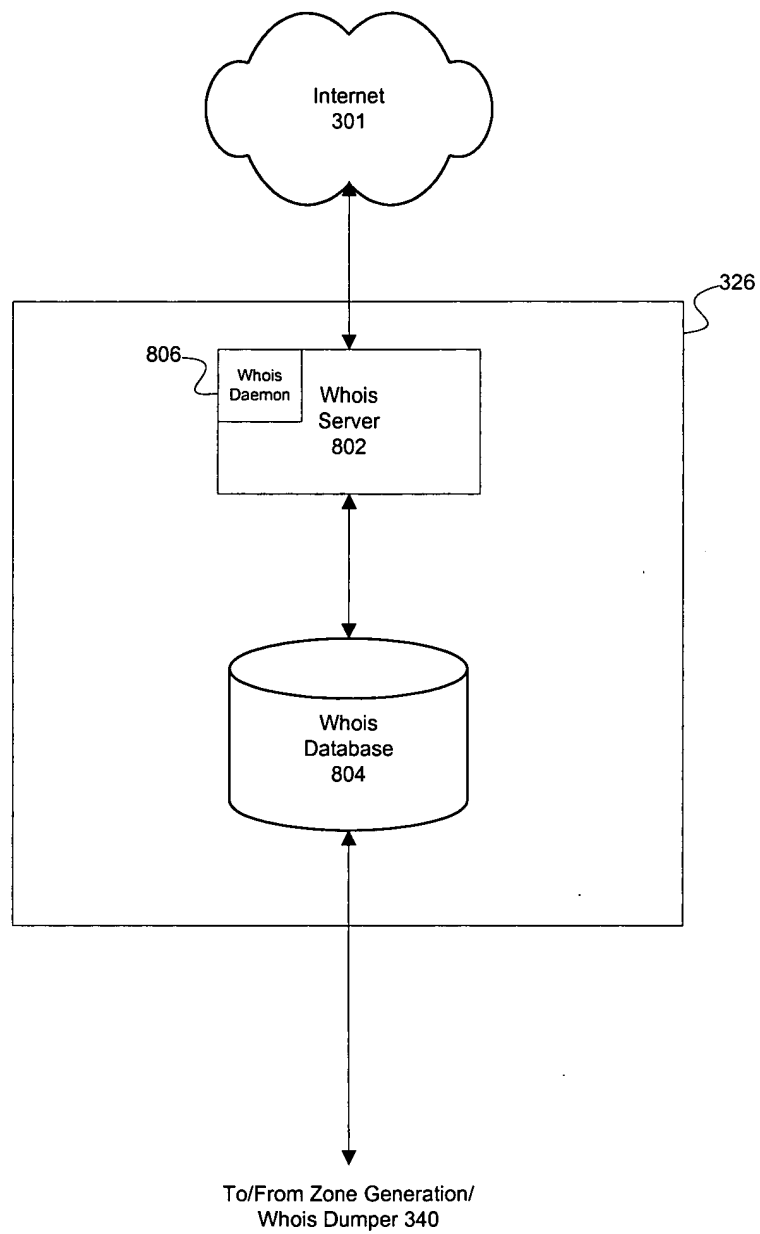 Internet
301
326
806
Whois
Daemon
Whois
Server
802
Whois
Database
804
To/From Zone Generation/
Whois Dumper 340